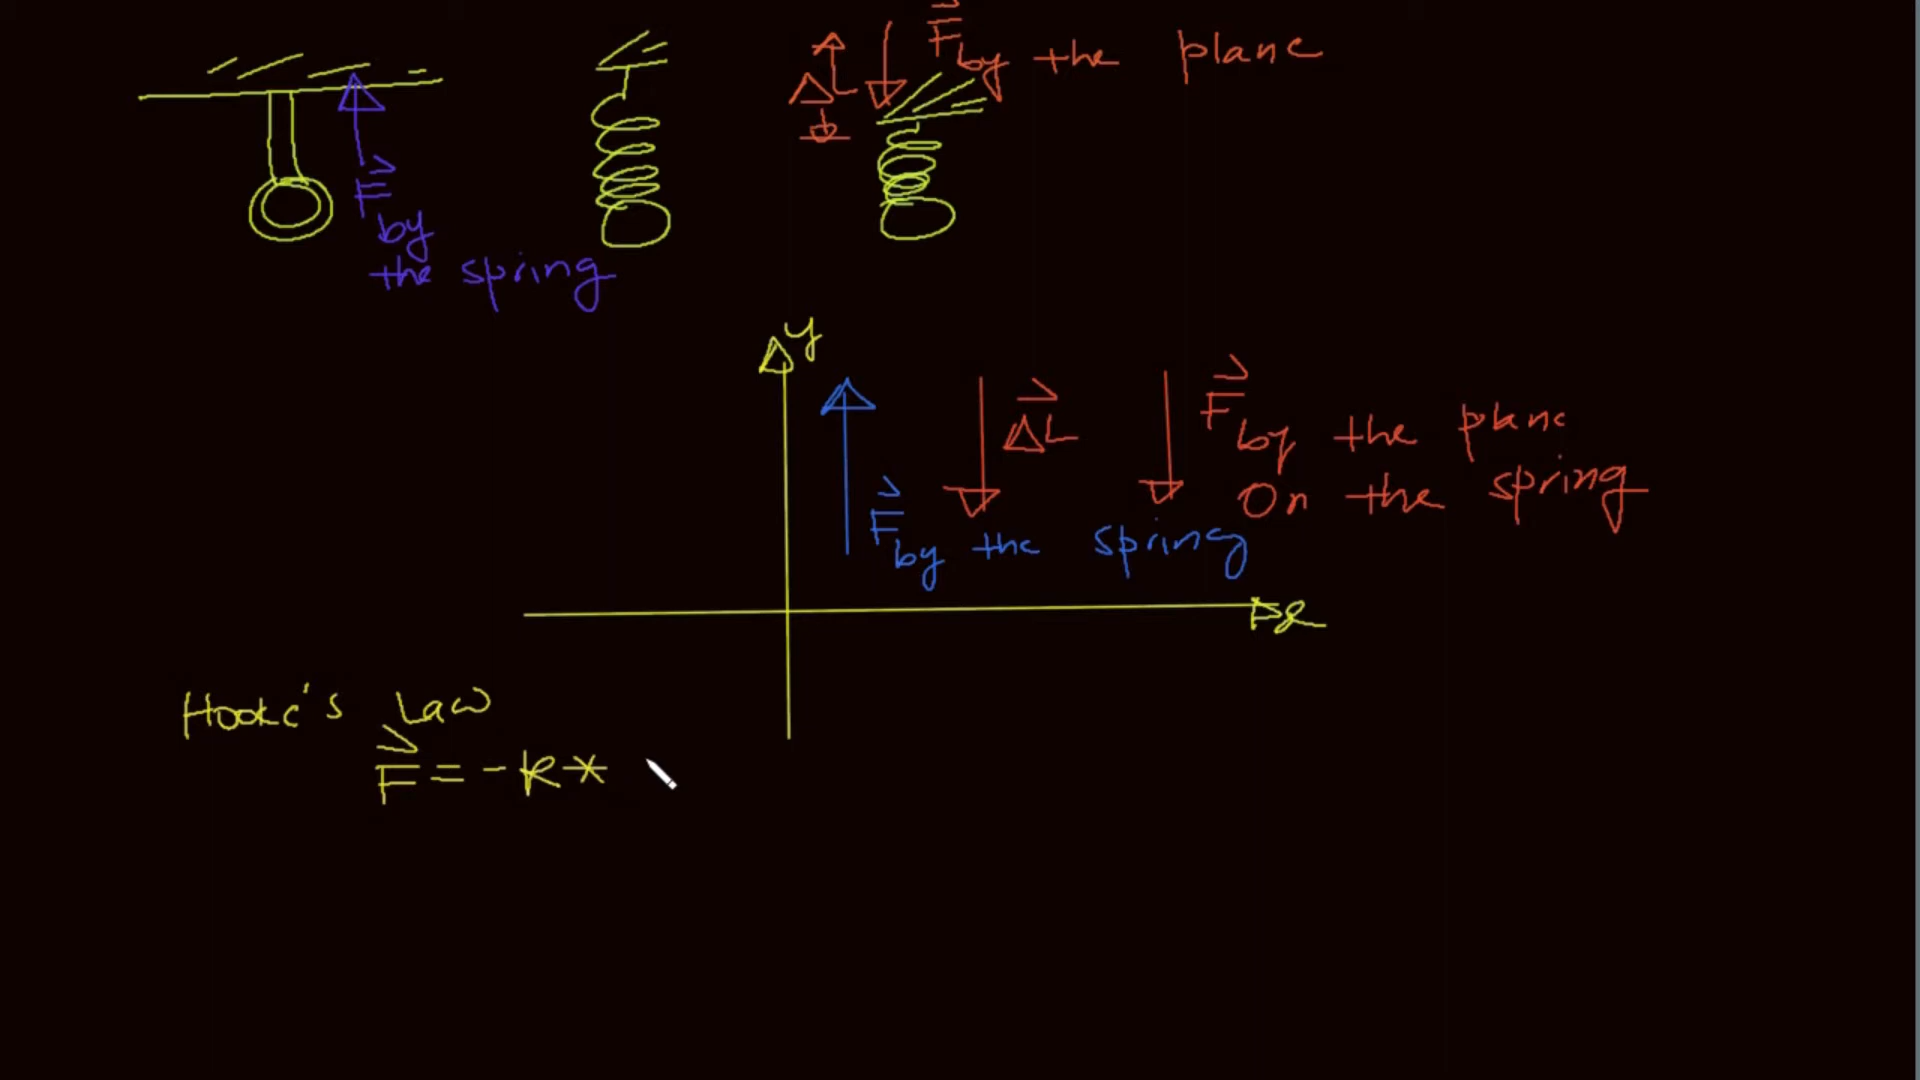 F⃗ by the plane
ΔL
F⃗
by
the spring
y
ΔL⃗
F⃗ by the plane
On the spring
F⃗ by the spring
x
Hooke's Law
F⃗ = -k*